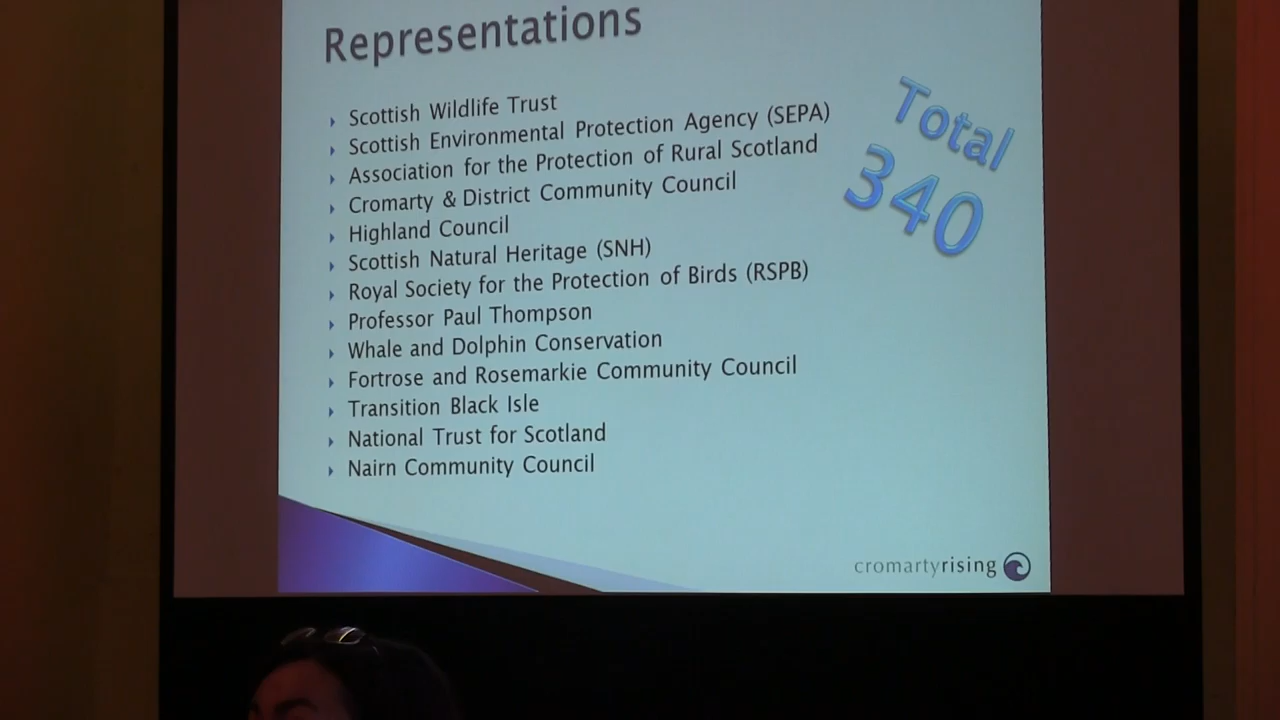 Representations
Scottish Wildlife Trust
Scottish Environmental Protection Agency (SEPA)
Association for the Protection of Rural Scotland
Cromarty & District Community Council
Highland Council
Scottish Natural Heritage (SNH)
Royal Society for the Protection of Birds (RSPB)
Professor Paul Thompson
Whale and Dolphin Conservation
Fortrose and Rosemarkie Community Council
Transition Black Isle
National Trust for Scotland
Nairn Community Council
Total
340
cromartyrising